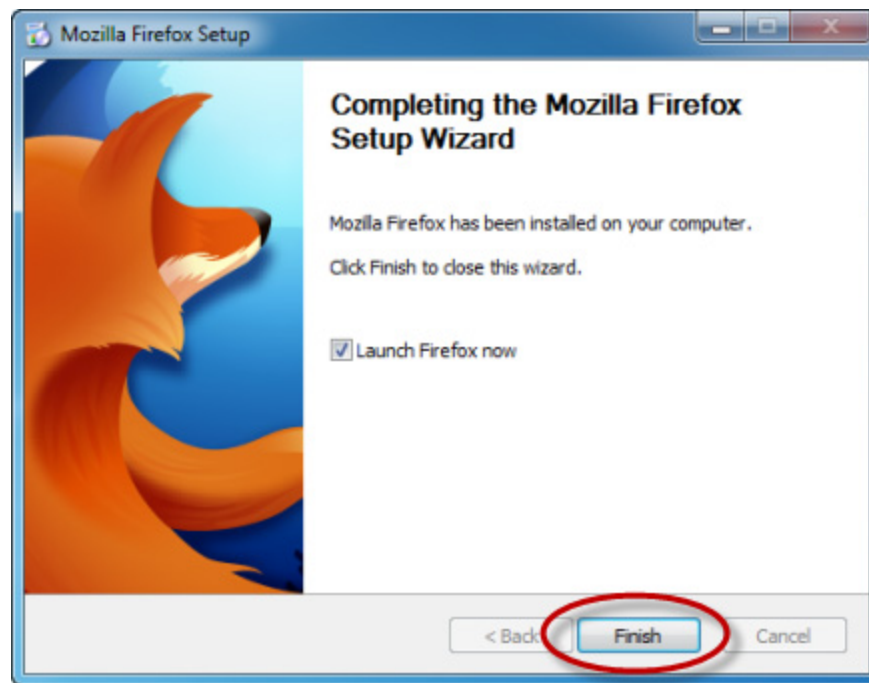 Mozilla Firefox Setup
Completing the Mozilla Firefox
Setup Wizard
Mozilla Firefox has been installed on your computer.
Click Finish to close this wizard.
Launch Firefox now
< Back
Finish
Cancel